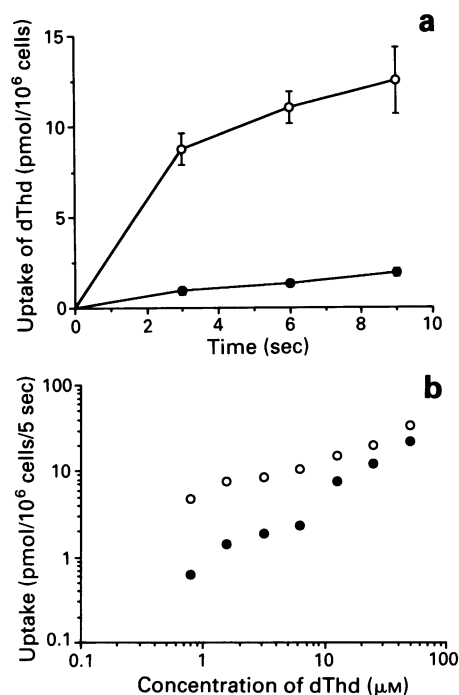 a
15
10
5
0
Uptake of dThd (pmol/10⁶ cells)
0 2 4 6 8 10
Time (sec)
b
100
10
1
0.1
Uptake (pmol/10⁶ cells/5 sec)
0.1 1 10 100
Concentration of dThd (μM)